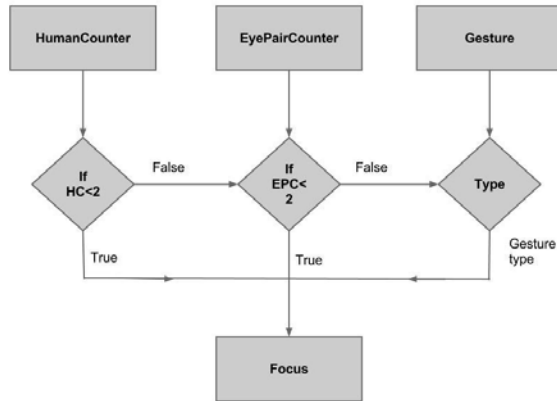 HumanCounter
EyePairCounter
Gesture
If
HC<2
False
If
EPC<
2
False
Type
True
True
Gesture
type
Focus